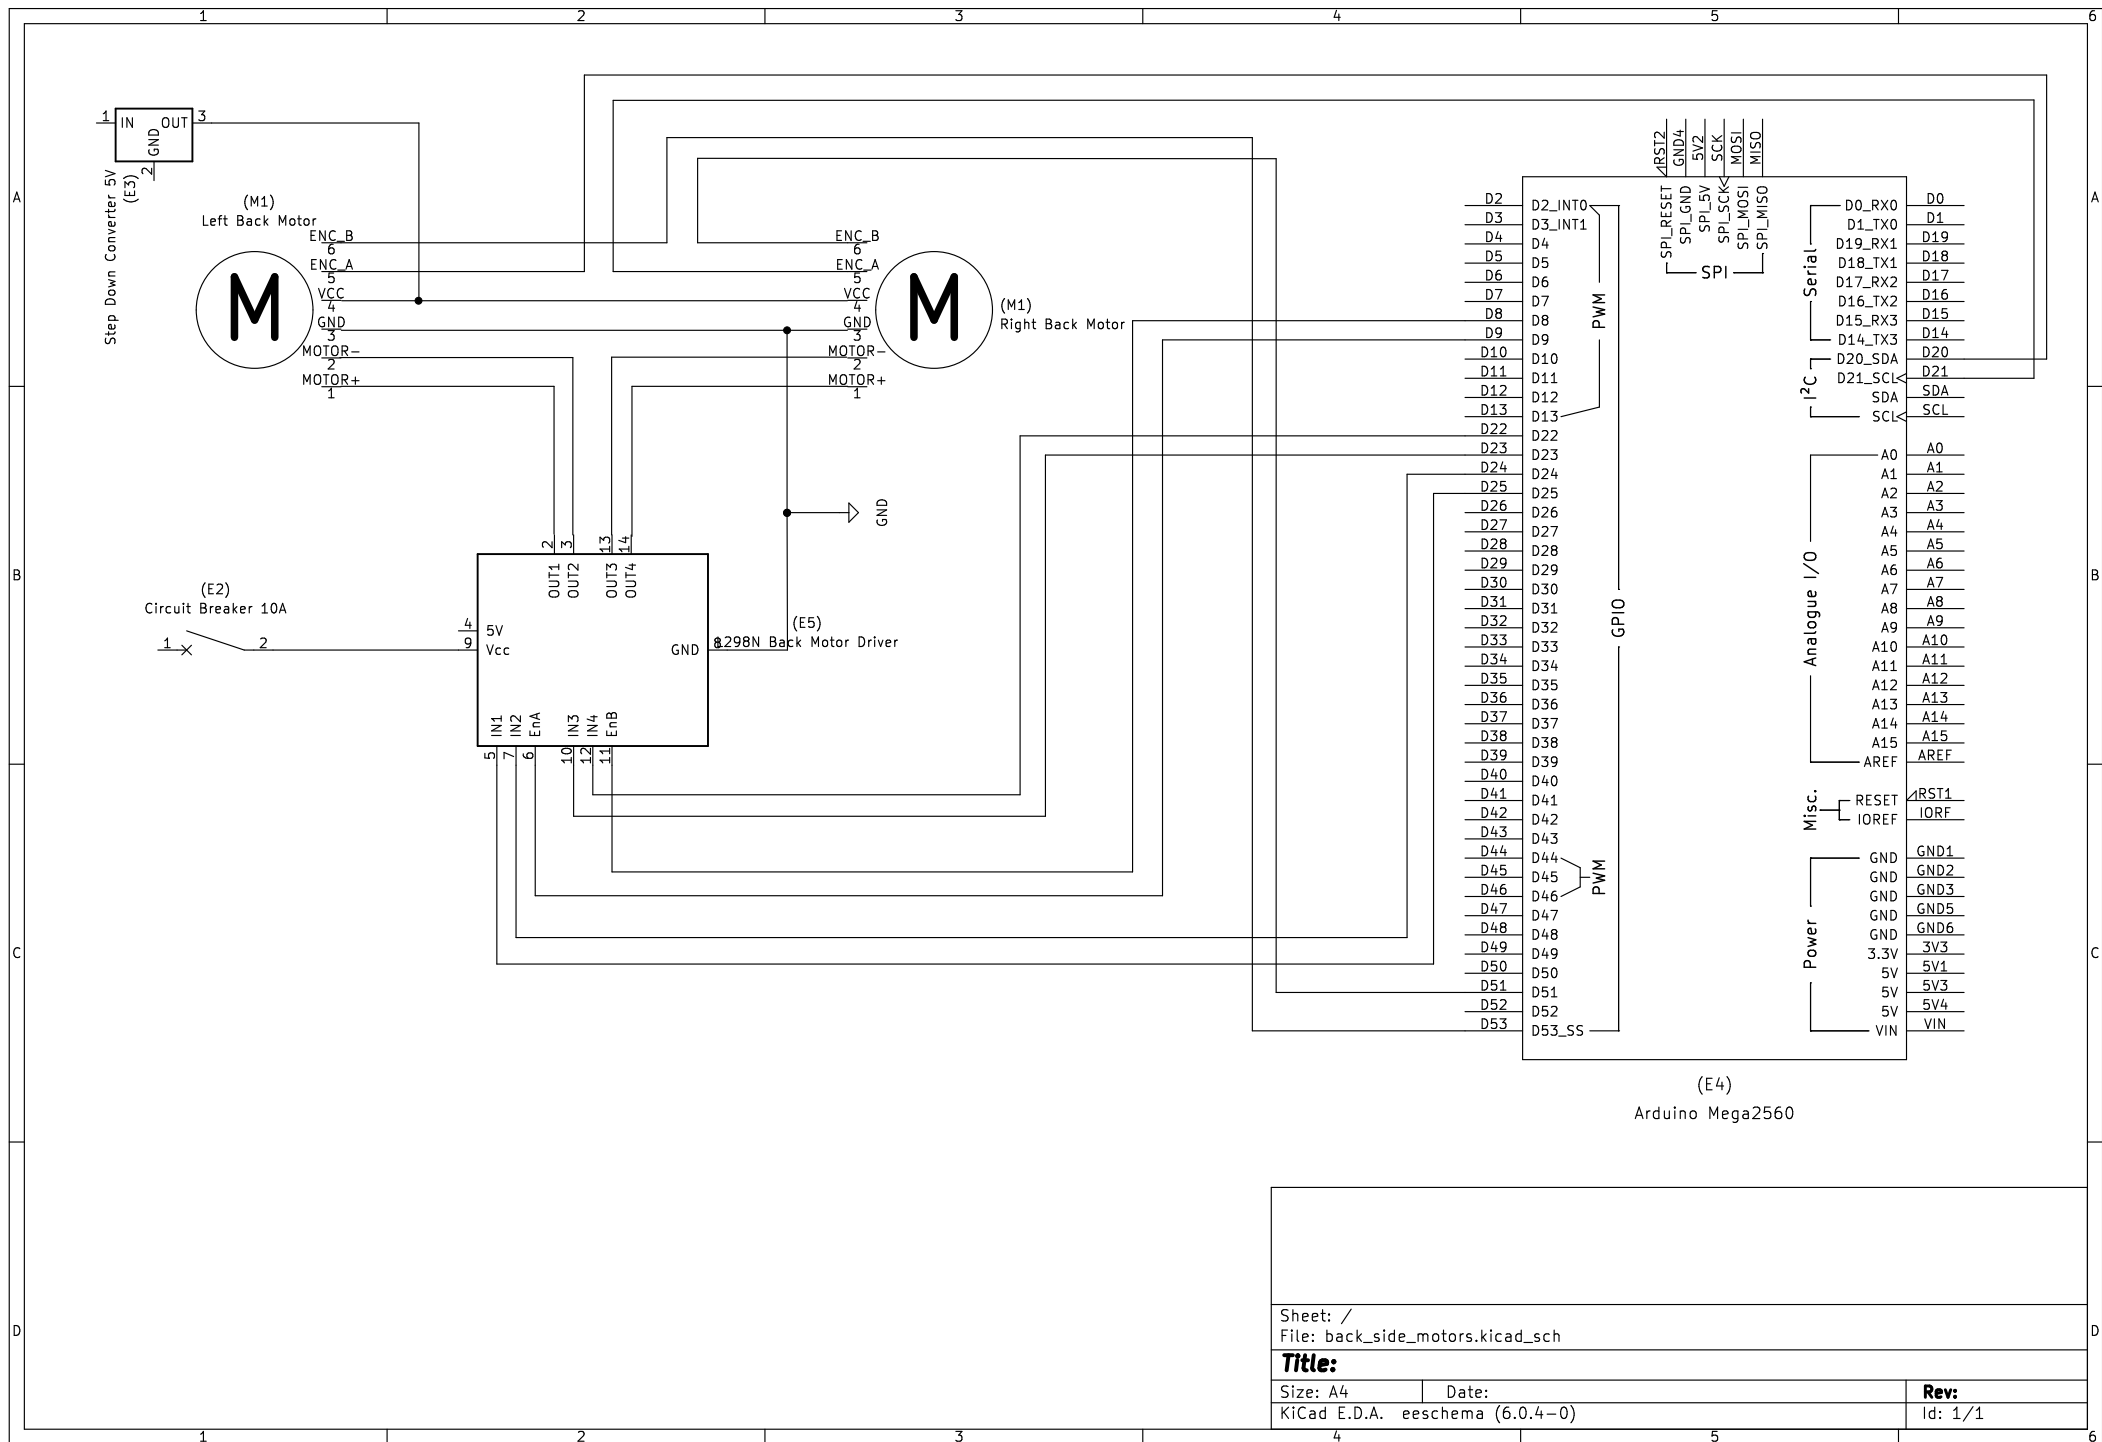 1 2 3 4 5 6
A
B
C
D
A
B
C
D
1 2 3 4 5 6
1 IN OUT 3
GND
2
Step Down Converter 5V
(E3)
(M1)
Left Back Motor
M
ENC_B
6
ENC_A
5
VCC
4
GND
3
MOTOR-
2
MOTOR+
1
ENC_B
6
ENC_A
5
VCC
4
GND
3
MOTOR-
2
MOTOR+
1
M
(M1)
Right Back Motor
GND
(E2)
Circuit Breaker 10A
1 2
2 3 13 14
OUT1 OUT2 OUT3 OUT4
4 5V
9 Vcc
GND 8
(E5)
L298N Back Motor Driver
IN1 IN2 EnA IN3 IN4 EnB
5 7 6 10 12 11
RST2 GND4 5V2 SCK MOSI MISO
SPI_RESET SPI_GND SPI_5V SPI_SCK SPI_MOSI SPI_MISO
SPI
D2 D2_INT0
D3 D3_INT1
D4 D4
D5 D5
D6 D6
D7 D7
D8 D8
D9 D9
D10 D10
D11 D11
D12 D12
D13 D13
D22 D22
D23 D23
D24 D24
D25 D25
D26 D26
D27 D27
D28 D28
D29 D29
D30 D30
D31 D31
D32 D32
D33 D33
D34 D34
D35 D35
D36 D36
D37 D37
D38 D38
D39 D39
D40 D40
D41 D41
D42 D42
D43 D43
D44 D44
D45 D45
D46 D46
D47 D47
D48 D48
D49 D49
D50 D50
D51 D51
D52 D52
D53 D53_SS
PWM
GPIO
PWM
Serial
D0_RX0 D0
D1_TX0 D1
D19_RX1 D19
D18_TX1 D18
D17_RX2 D17
D16_TX2 D16
D15_RX3 D15
D14_TX3 D14
I²C
D20_SDA D20
D21_SCL D21
SDA SDA
SCL SCL
Analogue I/O
A0 A0
A1 A1
A2 A2
A3 A3
A4 A4
A5 A5
A6 A6
A7 A7
A8 A8
A9 A9
A10 A10
A11 A11
A12 A12
A13 A13
A14 A14
A15 A15
AREF AREF
Misc.
RESET RST1
IOREF IORF
Power
GND GND1
GND GND2
GND GND3
GND GND5
GND GND6
3.3V 3V3
5V 5V1
5V 5V3
5V 5V4
VIN VIN
(E4)
Arduino Mega2560
Sheet: /
File: back_side_motors.kicad_sch
Title:
Size: A4 Date: Rev:
KiCad E.D.A. eeschema (6.0.4-0) Id: 1/1